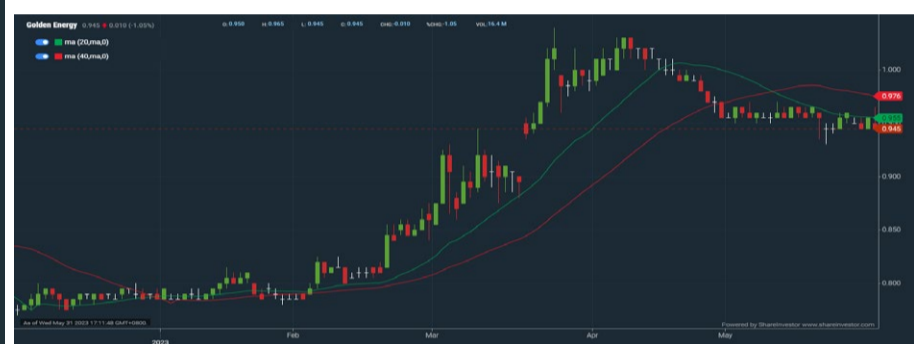 Golden Energy 0.945 0.010 (-1.05%) O: 0.950 H: 0.965 L: 0.945 C: 0.945 CHG:-0.010 %CHG:-1.05 VOL:15.4 M
ma (20,ma,0)
ma (40,ma,0)
1.000
0.976
0.945
0.900
0.850
0.800
As of Wed May 31 2023 17:11:48 GMT+0800
Powered by ShareInvestor www.shareinvestor.com
2023 Feb Mar Apr May